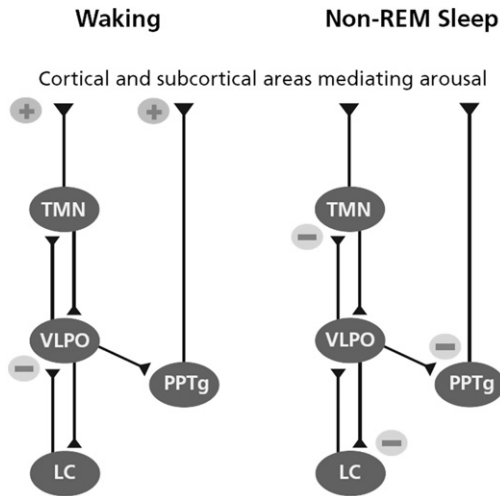 Waking
Non-REM Sleep
Cortical and subcortical areas mediating arousal
TMN
TMN
VLPO
VLPO
PPTg
PPTg
LC
LC